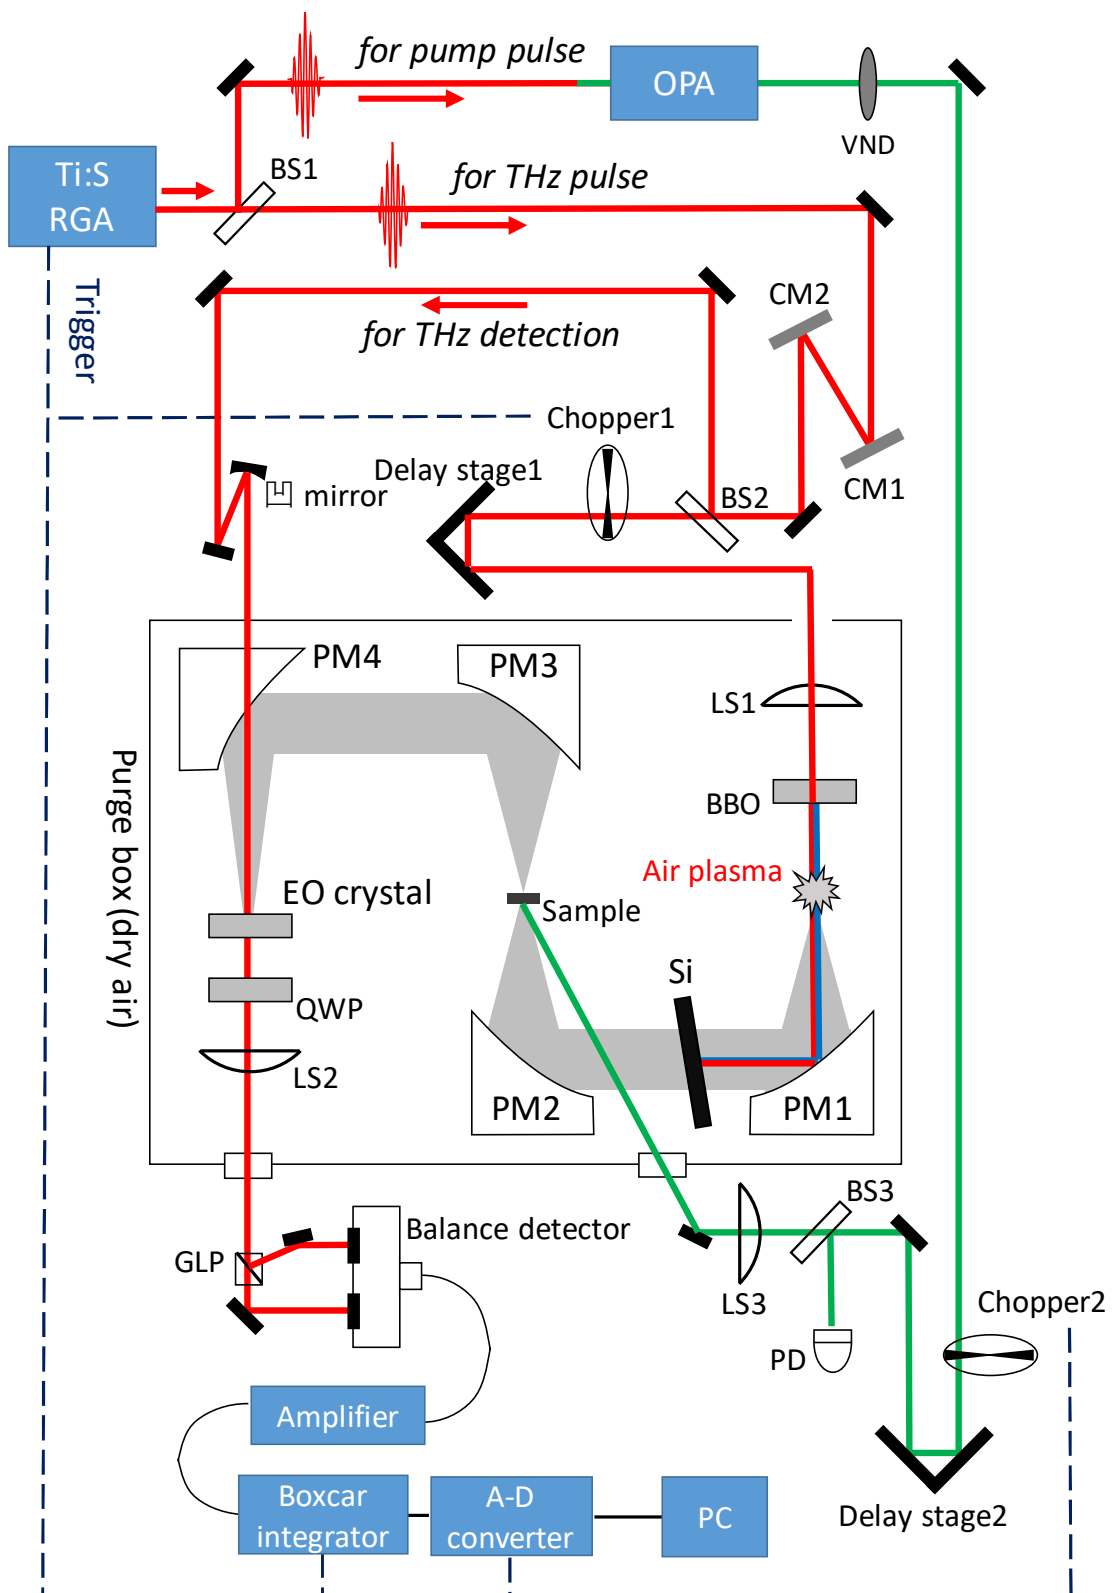 for pump pulse
OPA
VND
Ti:S
RGA
BS1
for THz pulse
Trigger
CM2
for THz detection
Chopper1
Delay stage1
CM1
BS2
凹 mirror
PM4
PM3
LS1
Purge box (dry air)
BBO
Air plasma
EO crystal
Sample
Si
QWP
LS2
PM2
PM1
BS3
Balance detector
GLP
LS3
Chopper2
PD
Amplifier
Boxcar
integrator
A-D
converter
PC
Delay stage2